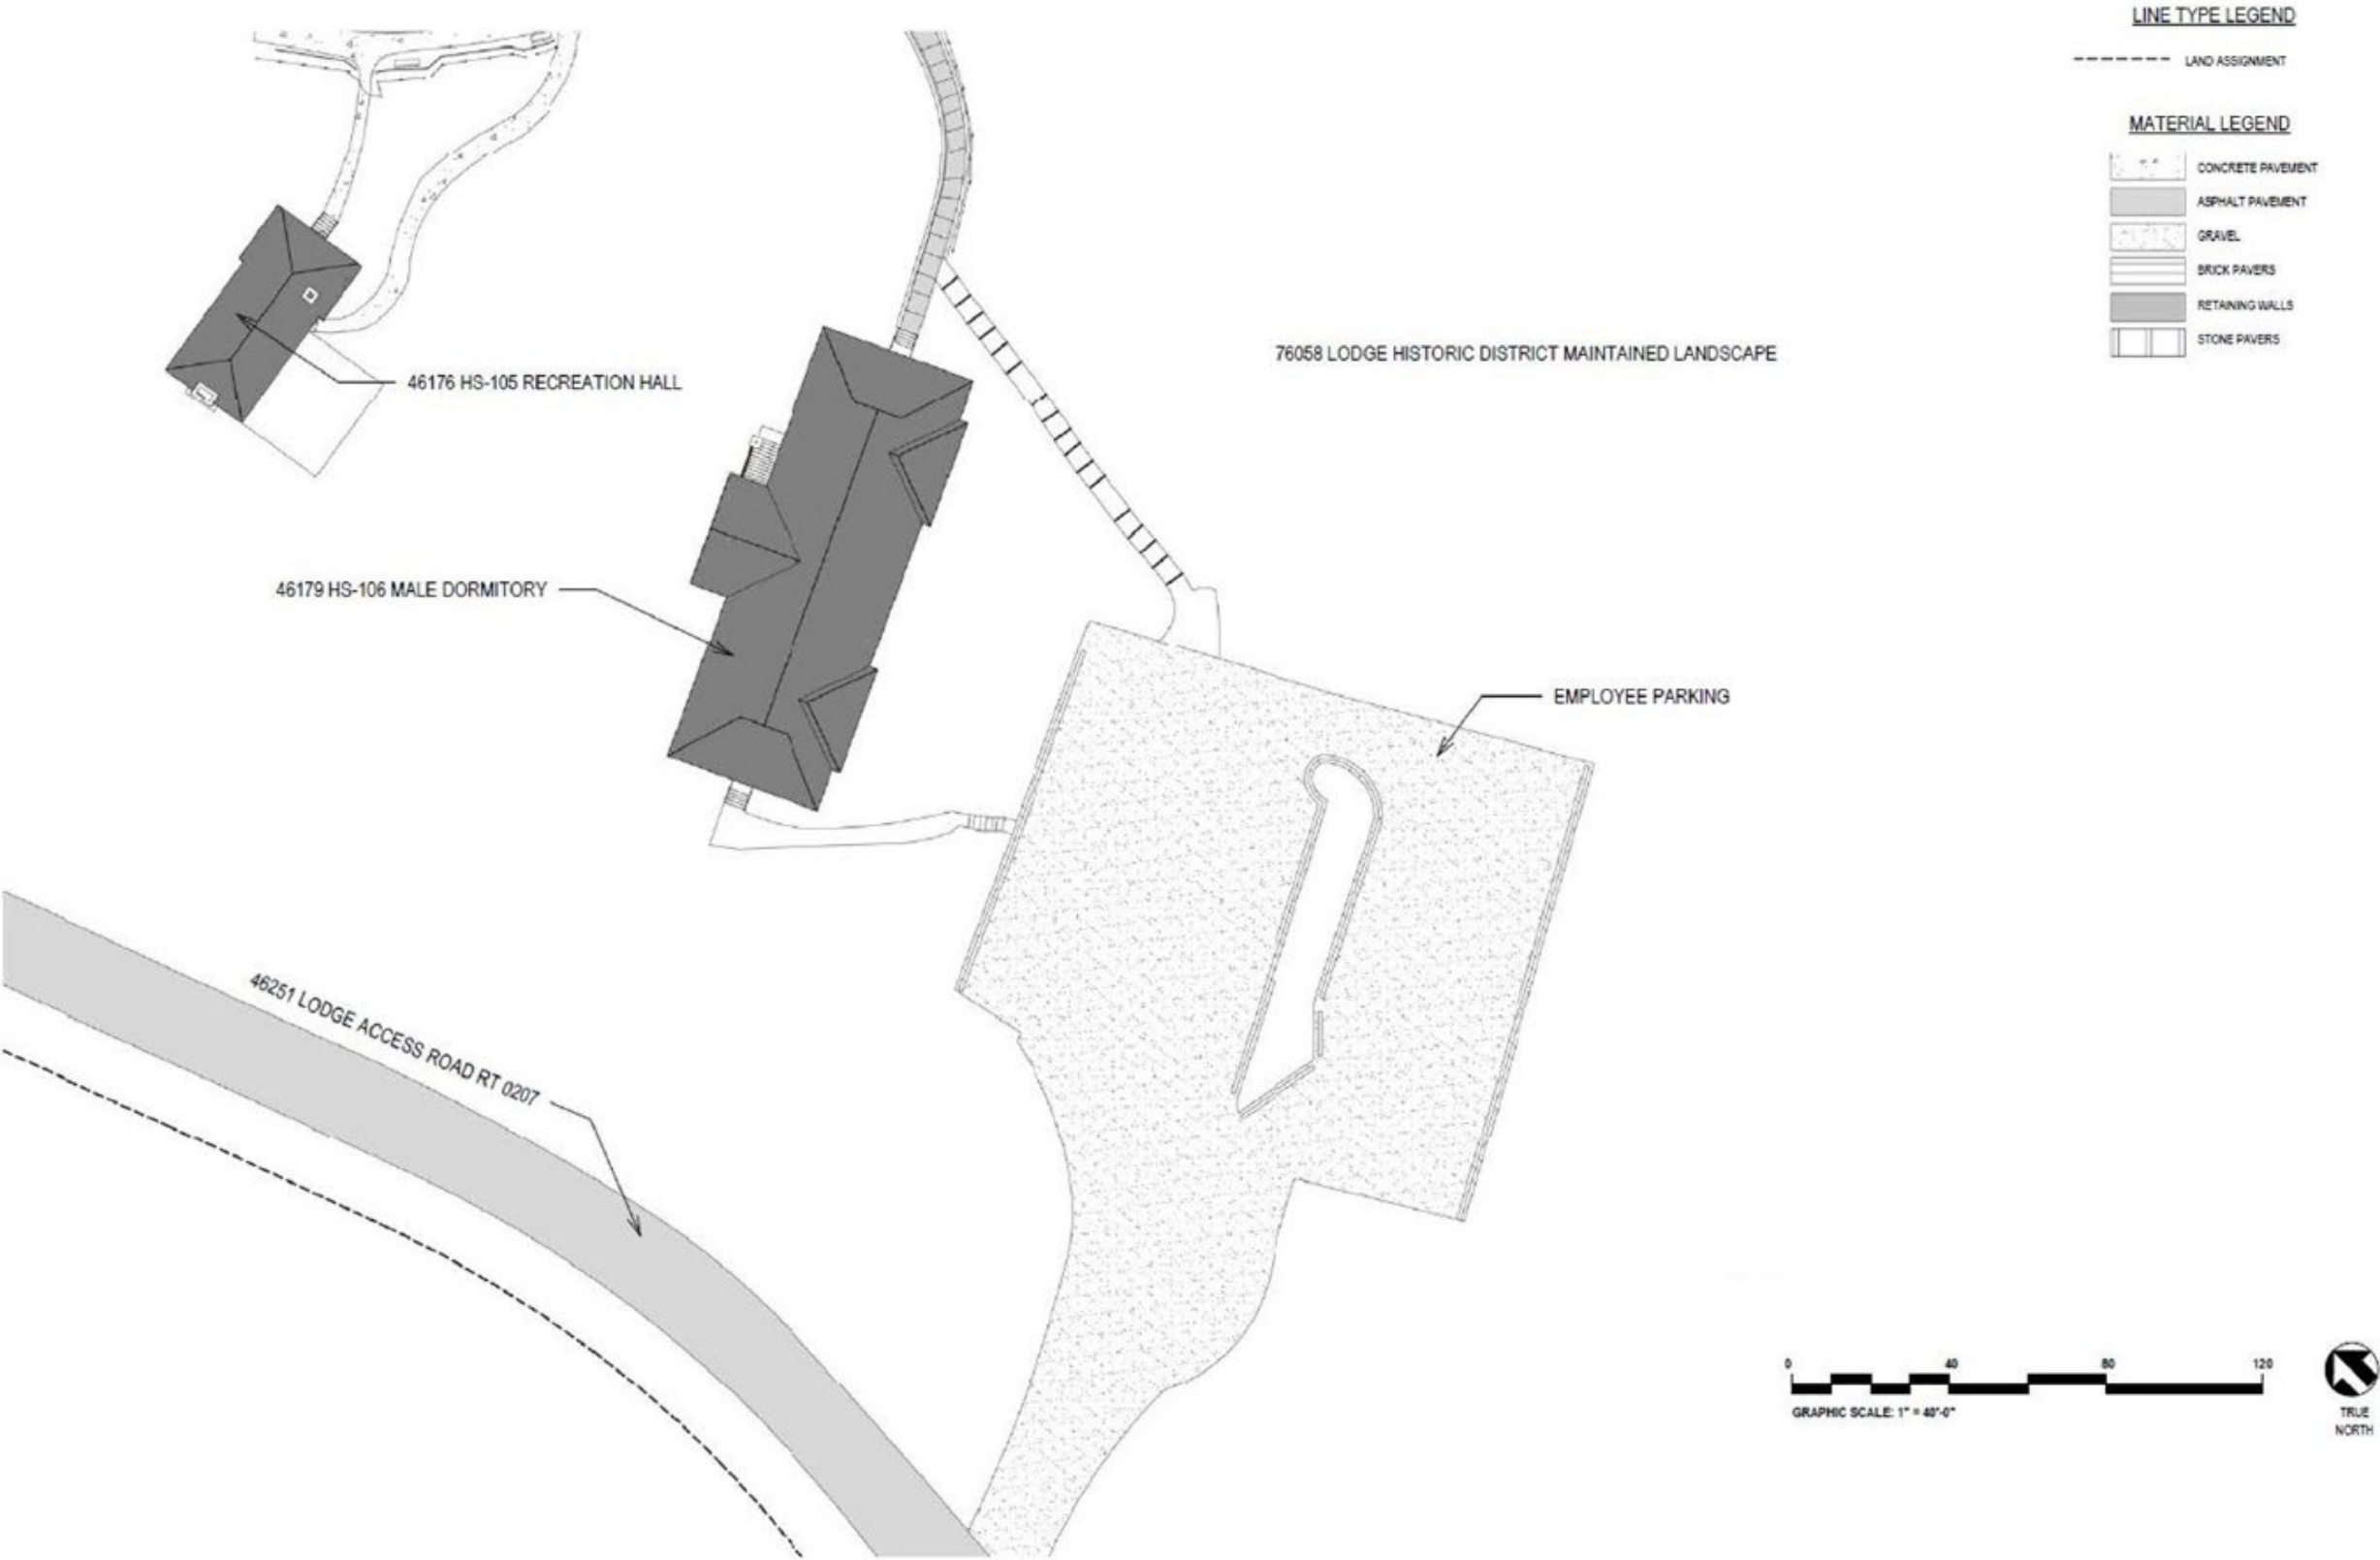 LINE TYPE LEGEND
LAND ASSIGNMENT
MATERIAL LEGEND
CONCRETE PAVEMENT
ASPHALT PAVEMENT
GRAVEL
BRICK PAVERS
RETAINING WALLS
STONE PAVERS
76058 LODGE HISTORIC DISTRICT MAINTAINED LANDSCAPE
46176 HS-105 RECREATION HALL
46179 HS-106 MALE DORMITORY
EMPLOYEE PARKING
46251 LODGE ACCESS ROAD RT 0207
0 40 80 120
GRAPHIC SCALE: 1" = 40'-0"
TRUE
NORTH